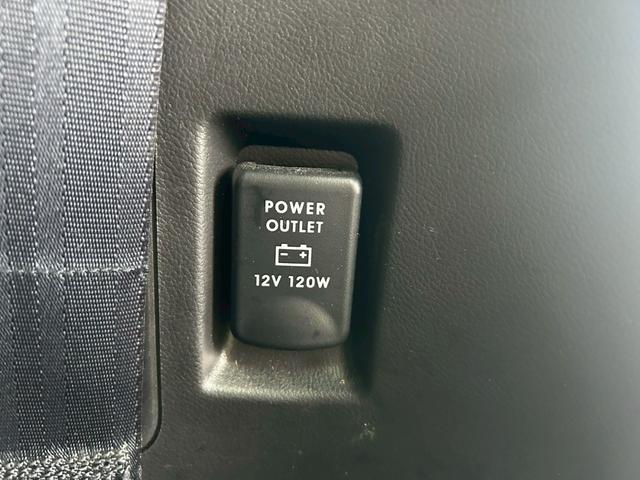 POWER
OUTLET
- +
12V 120W